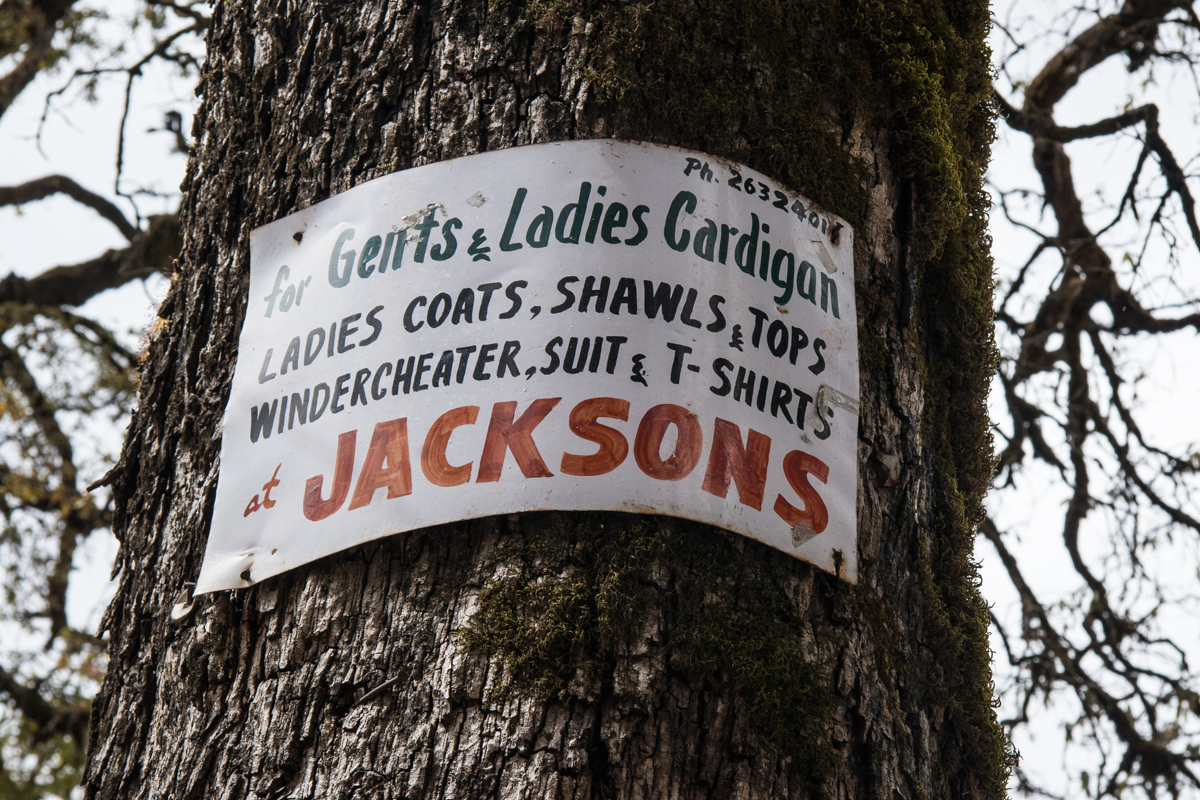 Ph. 2632401
for Gents & Ladies Cardigan
LADIES COATS, SHAWLS & TOPS
WINDERCHEATER, SUIT & T-SHIRTS
at JACKSONS